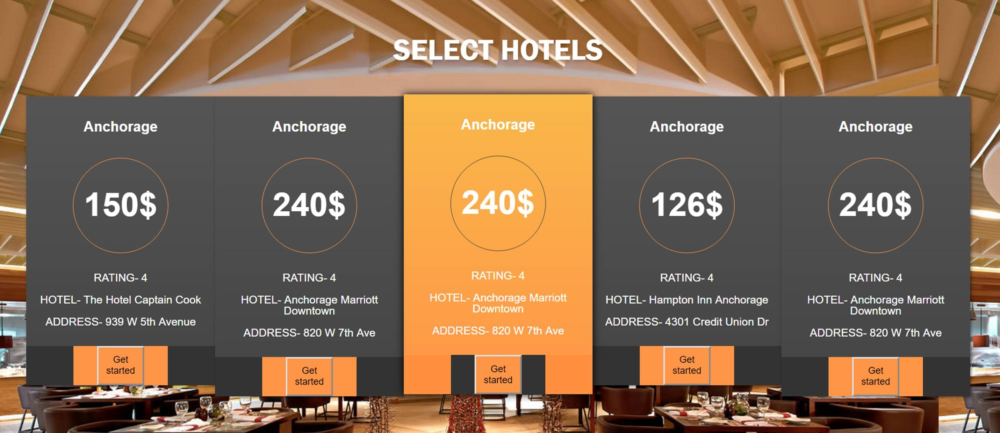 SELECT HOTELS
Anchorage
150$
RATING- 4
HOTEL- The Hotel Captain Cook
ADDRESS- 939 W 5th Avenue
Get
started
Anchorage
240$
RATING- 4
HOTEL- Anchorage Marriott
Downtown
ADDRESS- 820 W 7th Ave
Get
started
Anchorage
240$
RATING- 4
HOTEL- Anchorage Marriott
Downtown
ADDRESS- 820 W 7th Ave
Get
started
Anchorage
126$
RATING- 4
HOTEL- Hampton Inn Anchorage
ADDRESS- 4301 Credit Union Dr
Get
started
Anchorage
240$
RATING- 4
HOTEL- Anchorage Marriott
Downtown
ADDRESS- 820 W 7th Ave
Get
started